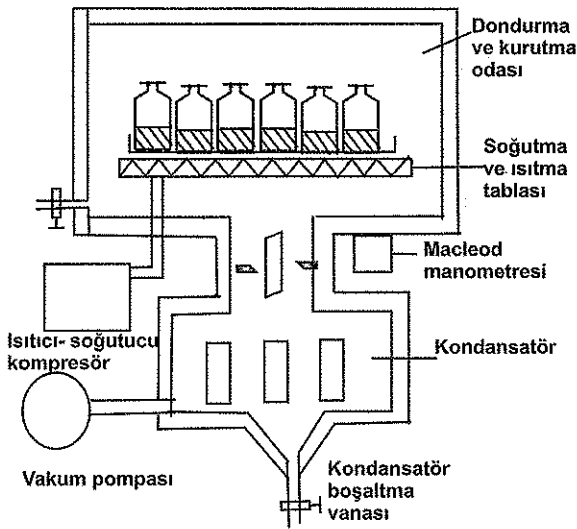 Dondurma
ve kurutma
odası
Soğutma
ve ısıtma
tablası
Macleod
manometresi
Isıtıcı- soğutucu
kompresör
Kondansatör
Vakum pompası
Kondansatör
boşaltma
vanası